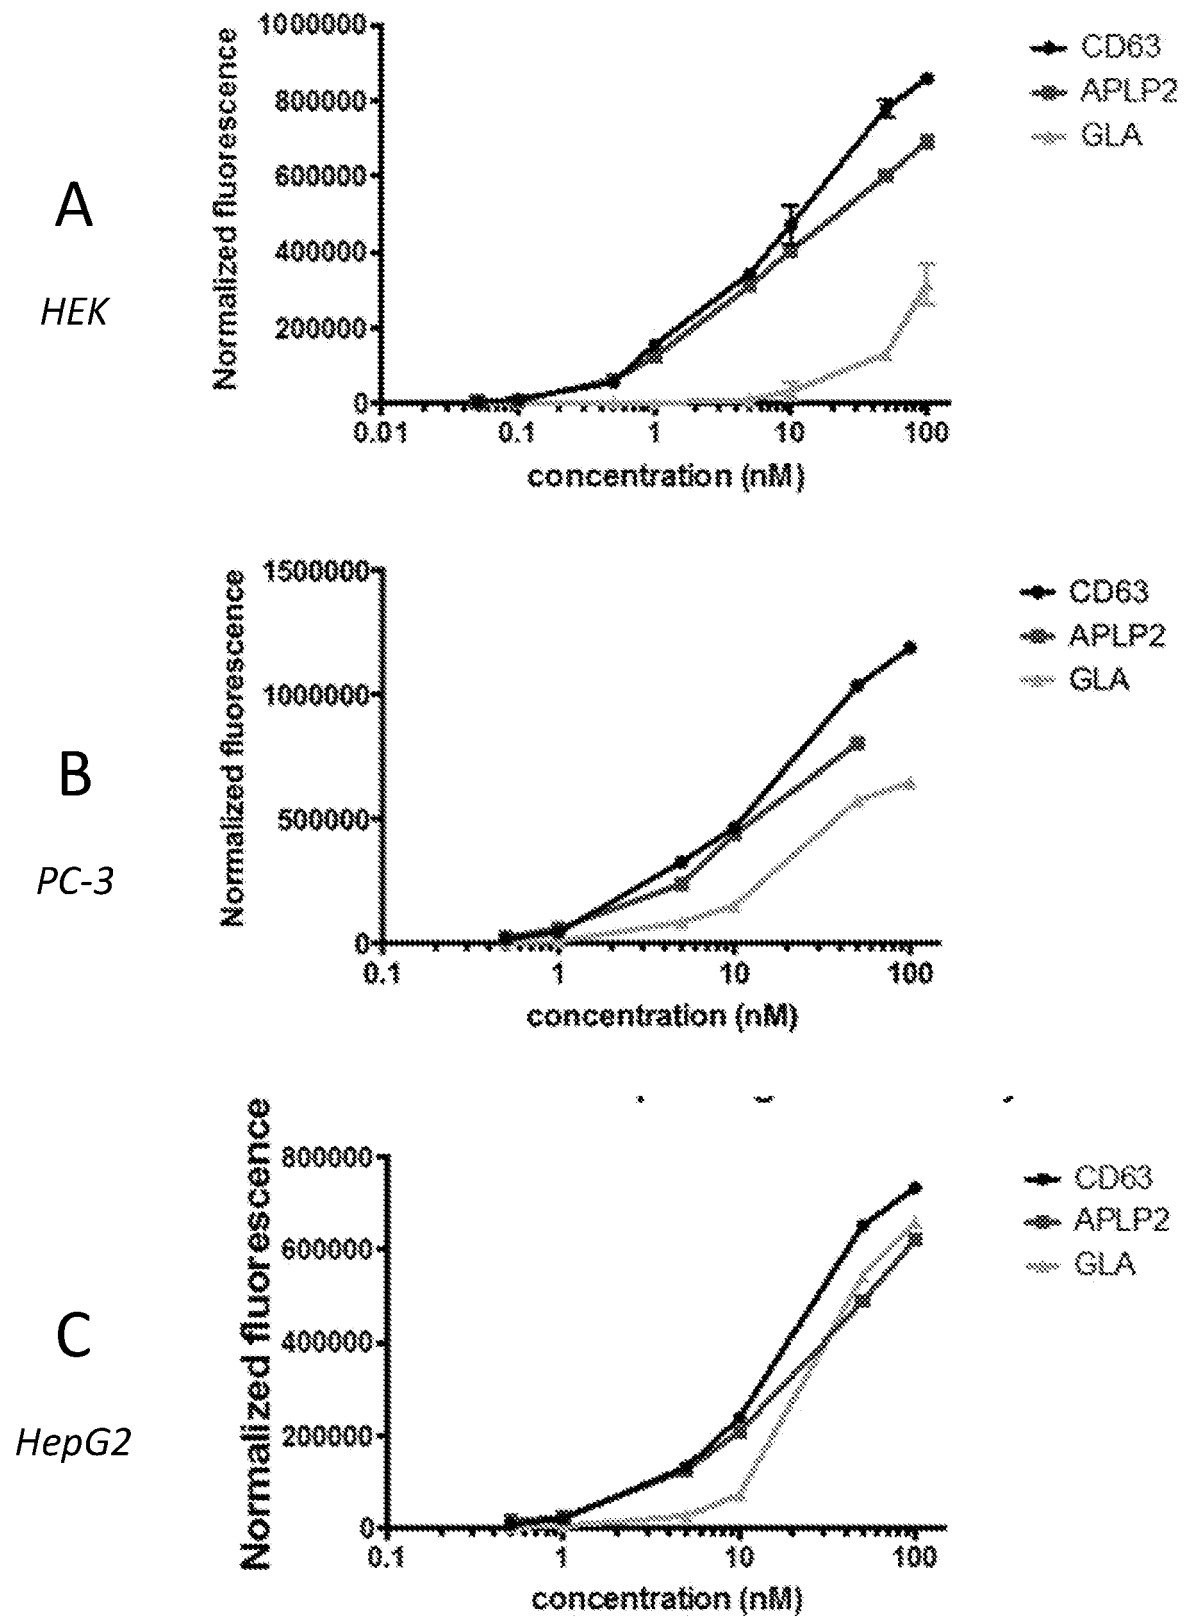 A
HEK
Normalized fluorescence
1000000
800000
600000
400000
200000
0
0.01
0.1
1
10
100
concentration (nM)
CD63
APLP2
GLA
B
PC-3
Normalized fluorescence
1500000
1000000
500000
0
0.1
1
10
100
concentration (nM)
CD63
APLP2
GLA
C
HepG2
Normalized fluorescence
800000
600000
400000
200000
0
0.1
1
10
100
concentration (nM)
CD63
APLP2
GLA